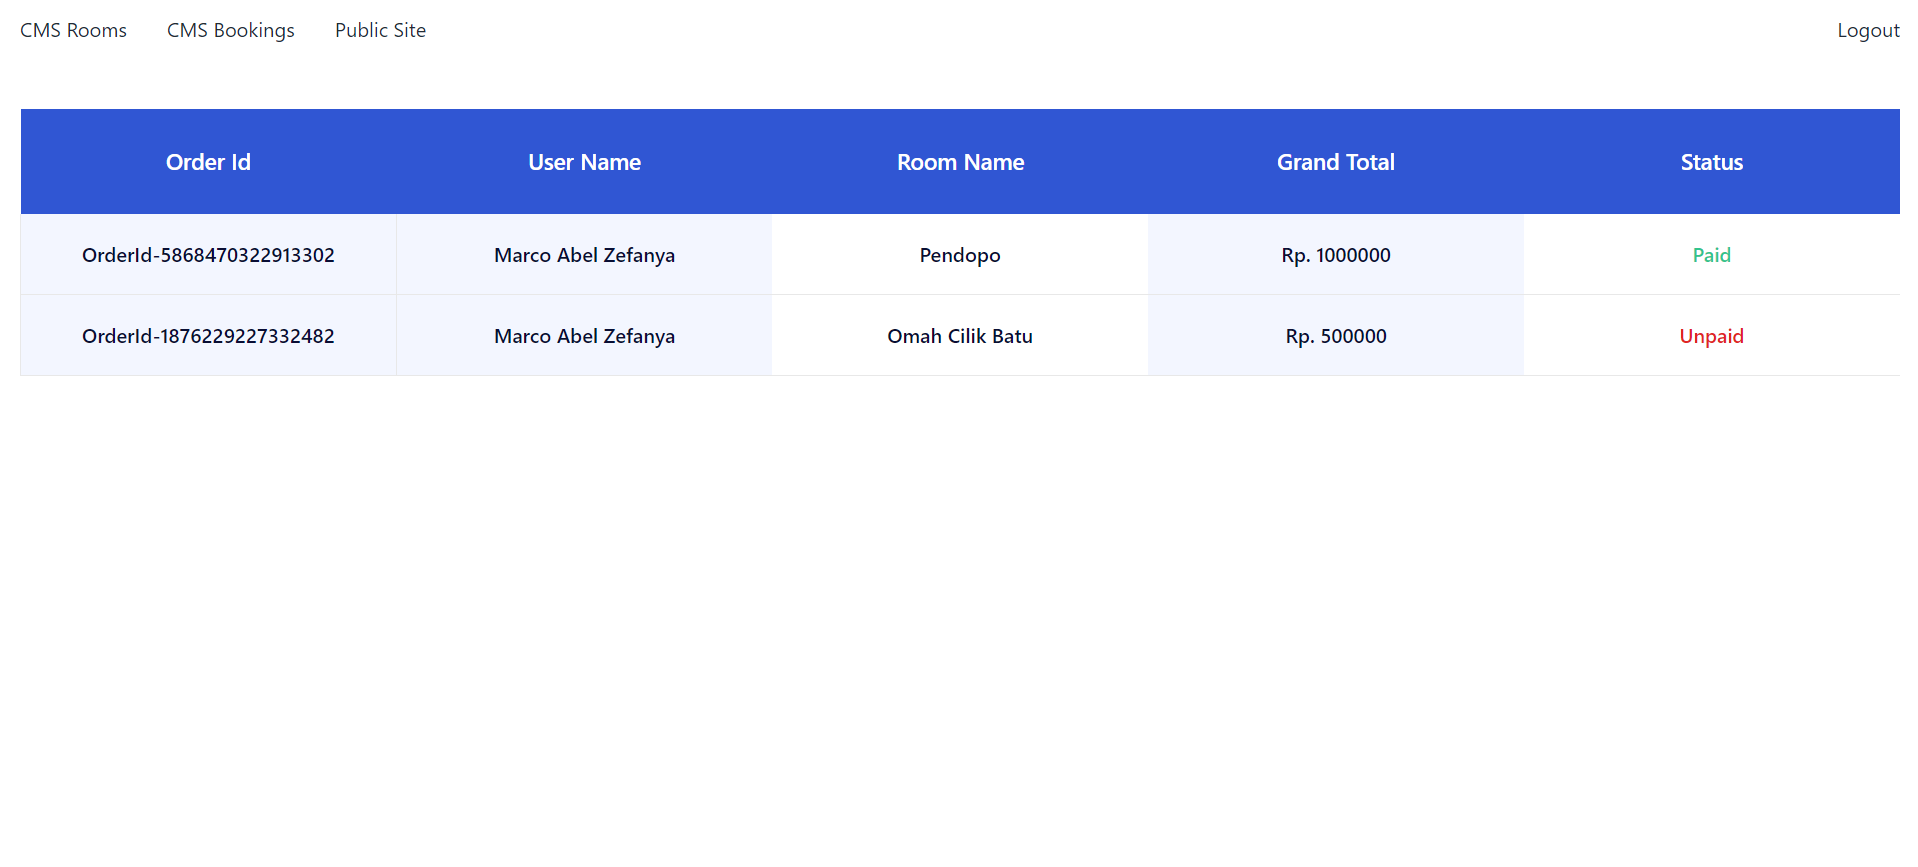 CMS Rooms CMS Bookings Public Site Logout
Order Id User Name Room Name Grand Total Status
OrderId-5868470322913302 Marco Abel Zefanya Pendopo Rp. 1000000 Paid
OrderId-1876229227332482 Marco Abel Zefanya Omah Cilik Batu Rp. 500000 Unpaid